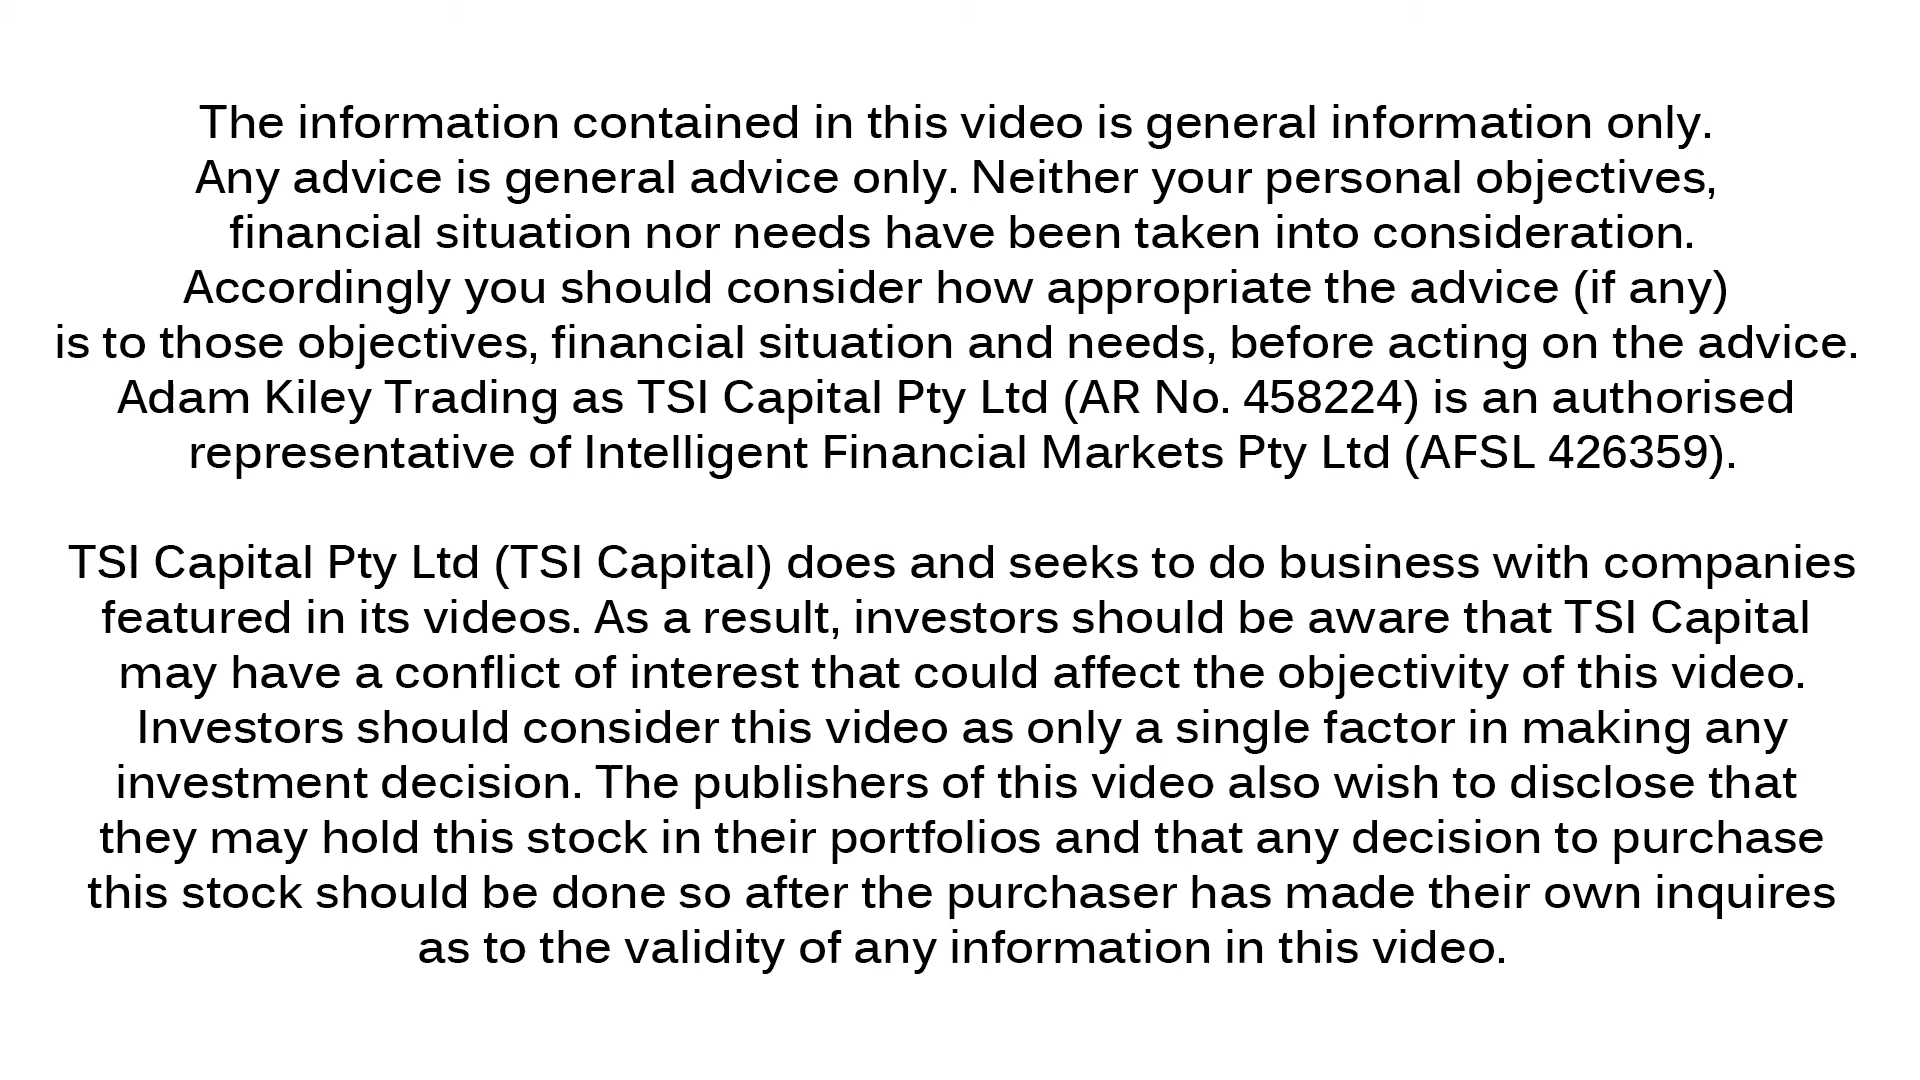 The information contained in this video is general information only.
Any advice is general advice only. Neither your personal objectives,
financial situation nor needs have been taken into consideration.
Accordingly you should consider how appropriate the advice (if any)
is to those objectives, financial situation and needs, before acting on the advice.
Adam Kiley Trading as TSI Capital Pty Ltd (AR No. 458224) is an authorised
representative of Intelligent Financial Markets Pty Ltd (AFSL 426359).
TSI Capital Pty Ltd (TSI Capital) does and seeks to do business with companies
featured in its videos. As a result, investors should be aware that TSI Capital
may have a conflict of interest that could affect the objectivity of this video.
Investors should consider this video as only a single factor in making any
investment decision. The publishers of this video also wish to disclose that
they may hold this stock in their portfolios and that any decision to purchase
this stock should be done so after the purchaser has made their own inquires
as to the validity of any information in this video.